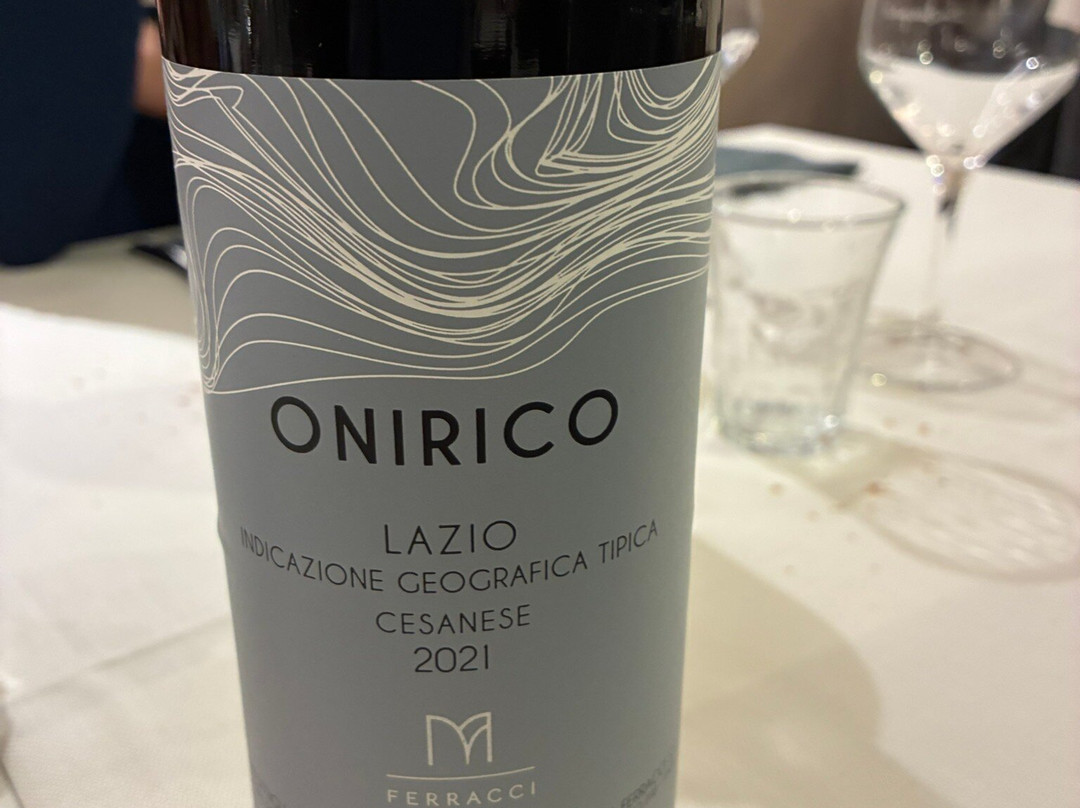 ONIRICO
LAZIO
INDICAZIONE GEOGRAFICA TIPICA
CESANESE
2021
FERRACCI